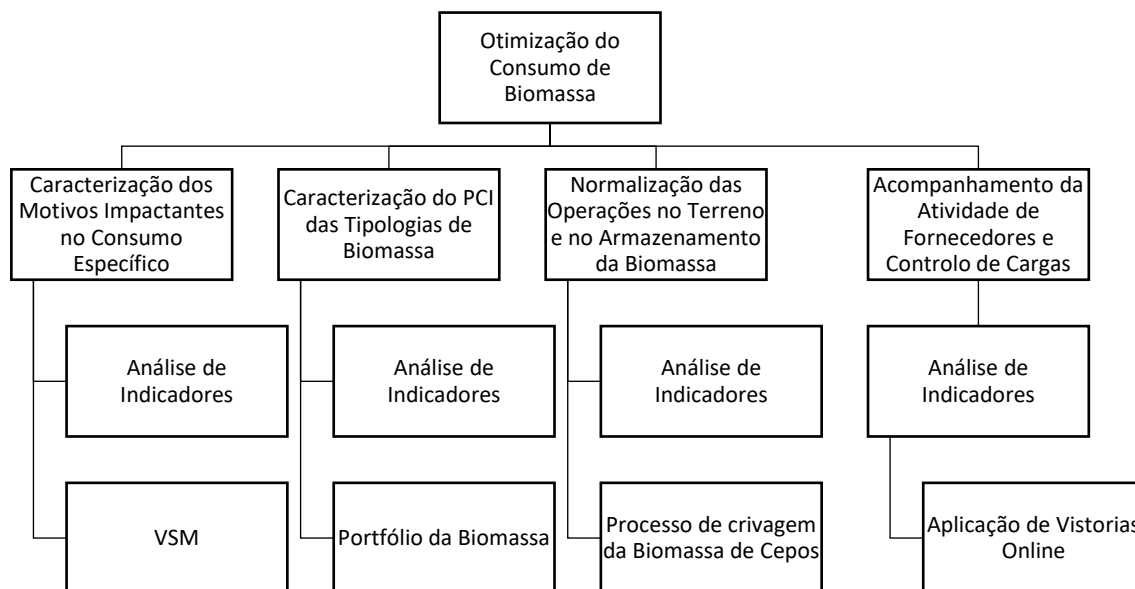 Otimização do
Consumo de
Biomassa
Caracterização dos
Motivos Impactantes
no Consumo
Específico
Caracterização do PCI
das Tipologias de
Biomassa
Normalização das
Operações no Terreno
e no Armazenamento
da Biomassa
Acompanhamento da
Atividade de
Fornecedores e
Controlo de Cargas
Análise de
Indicadores
Análise de
Indicadores
Análise de
Indicadores
Análise de
Indicadores
VSM
Portfólio da Biomassa
Processo de crivagem
da Biomassa de Cepos
Aplicação de Vistorias
Online